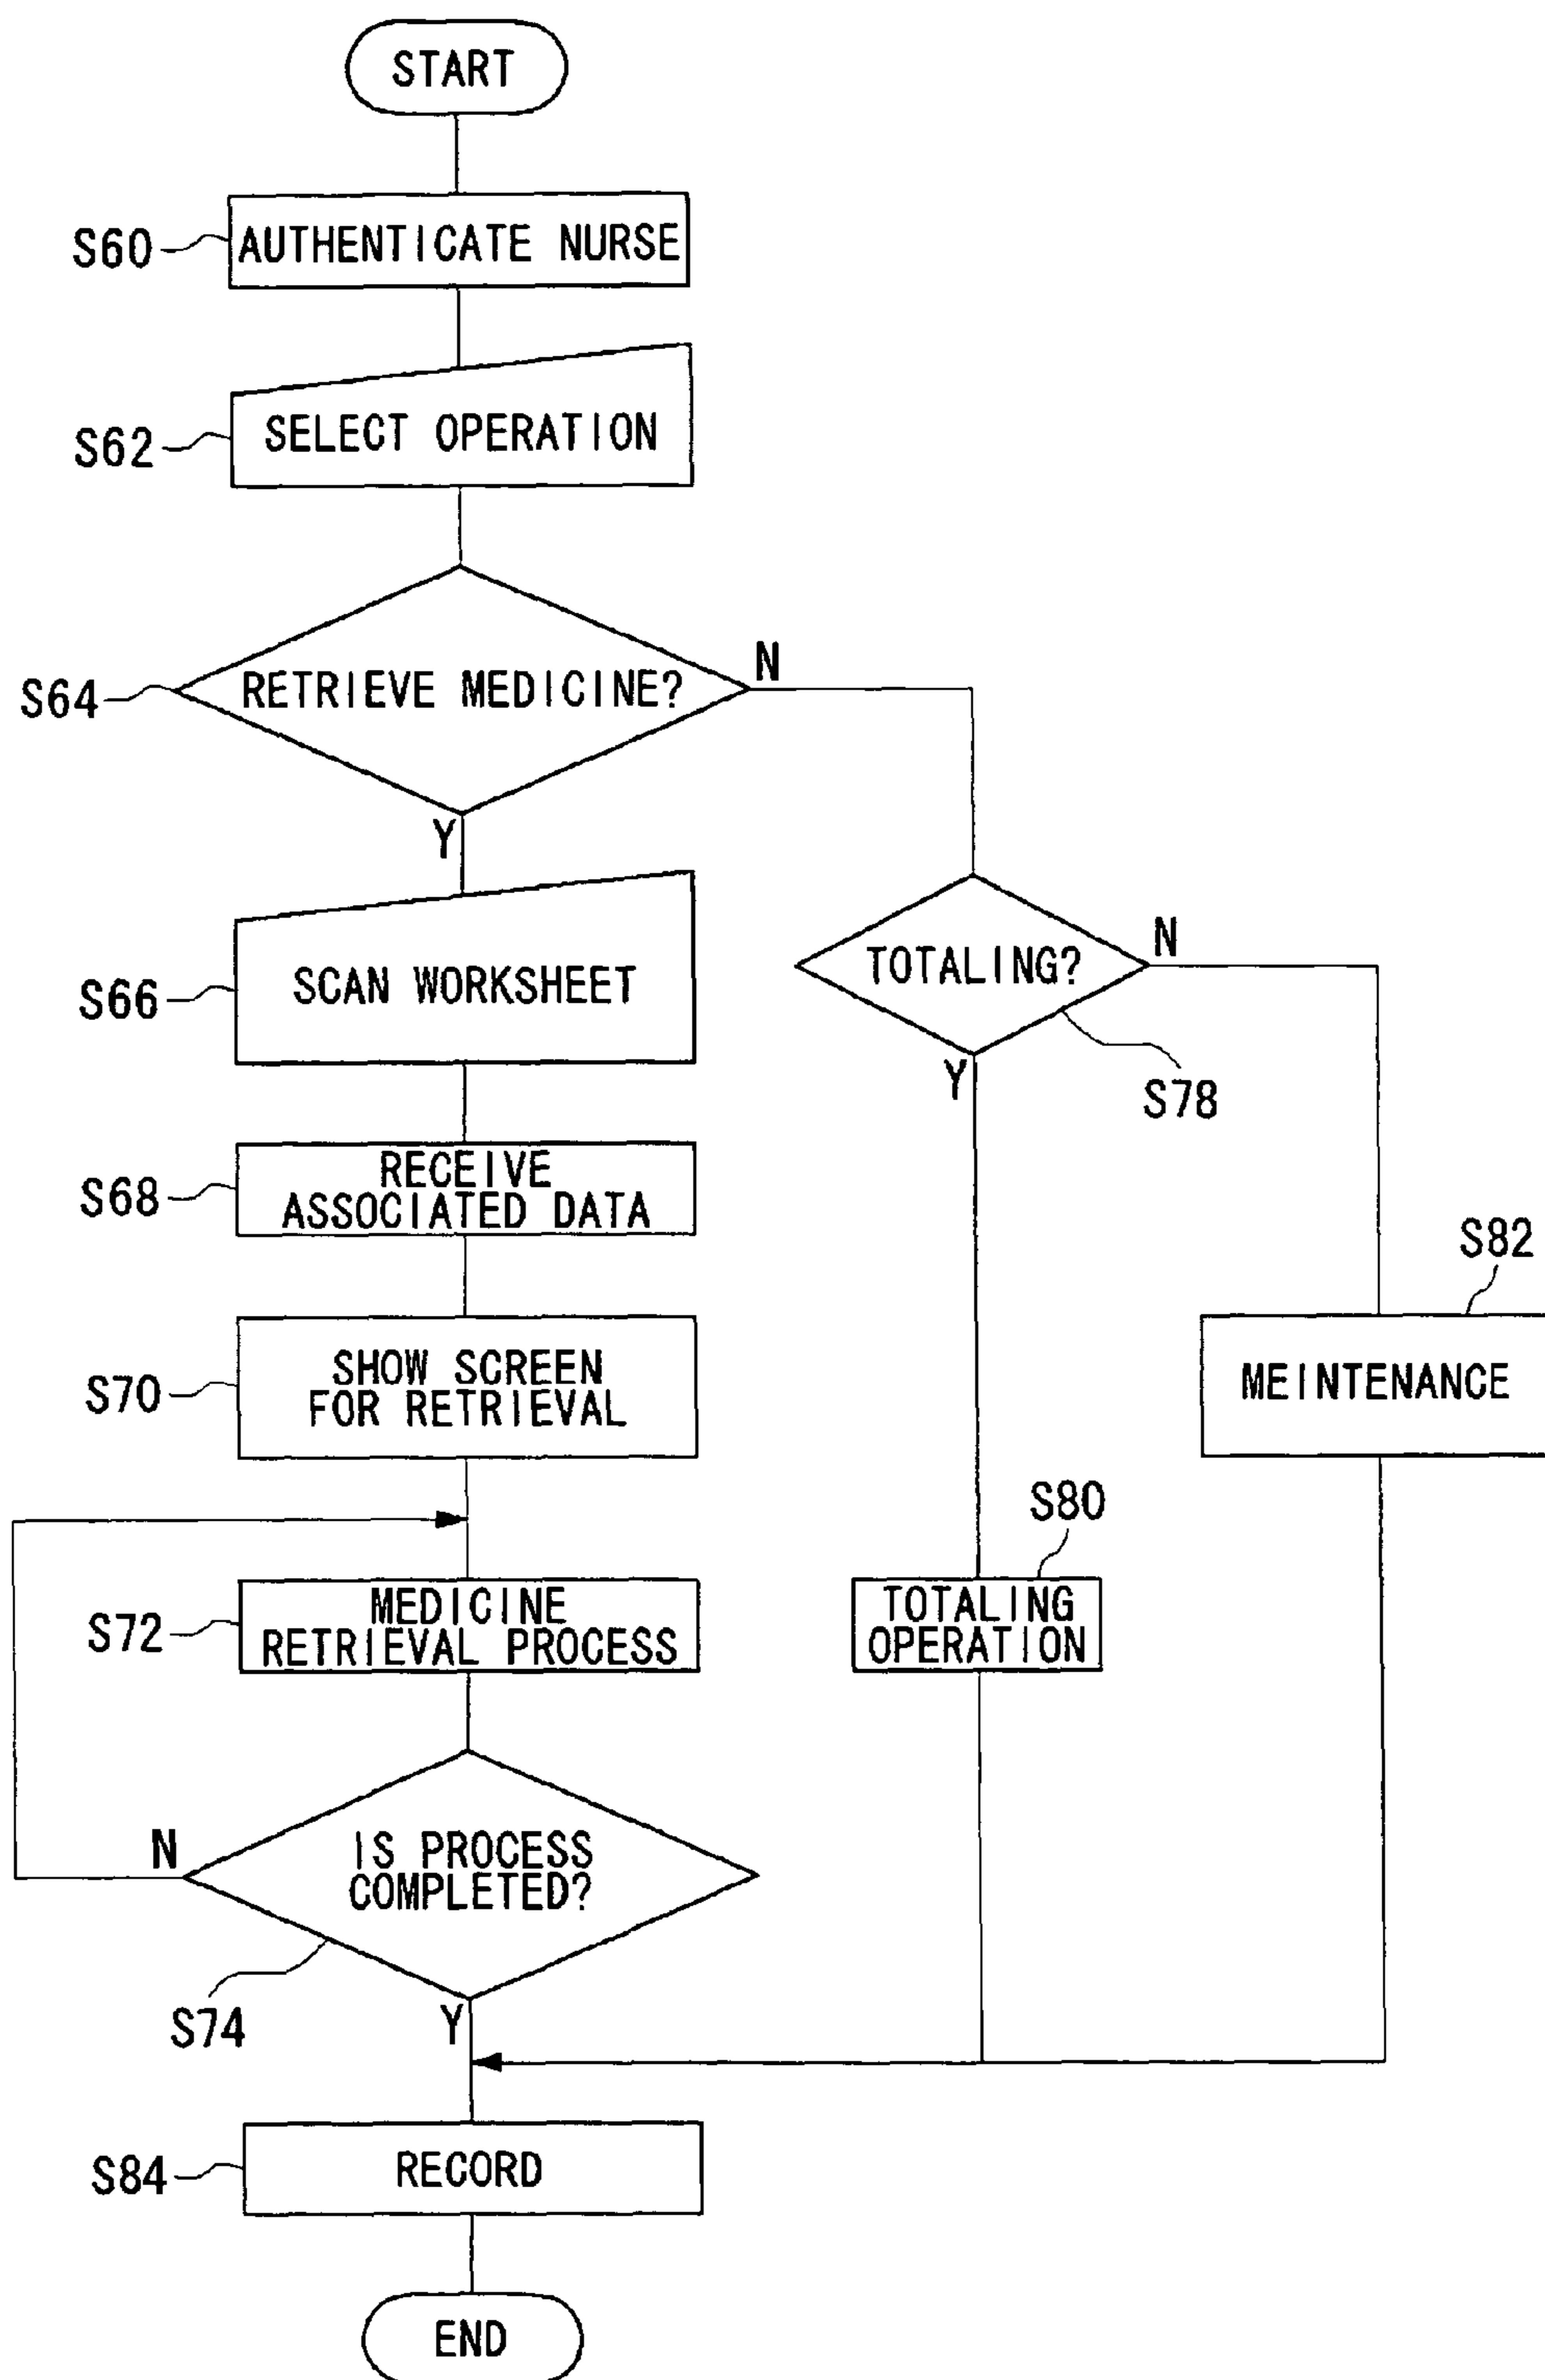 START
S60
AUTHENTICATE NURSE
S62
SELECT OPERATION
S64
RETRIEVE MEDICINE?
N
Y
S66
SCAN WORKSHEET
TOTALING?
N
Y
S78
S68
RECEIVE
ASSOCIATED DATA
S82
MEINTENANCE
S70
SHOW SCREEN
FOR RETRIEVAL
S80
TOTALING
OPERATION
S72
MEDICINE
RETRIEVAL PROCESS
N
IS PROCESS
COMPLETED?
S74
Y
S84
RECORD
END